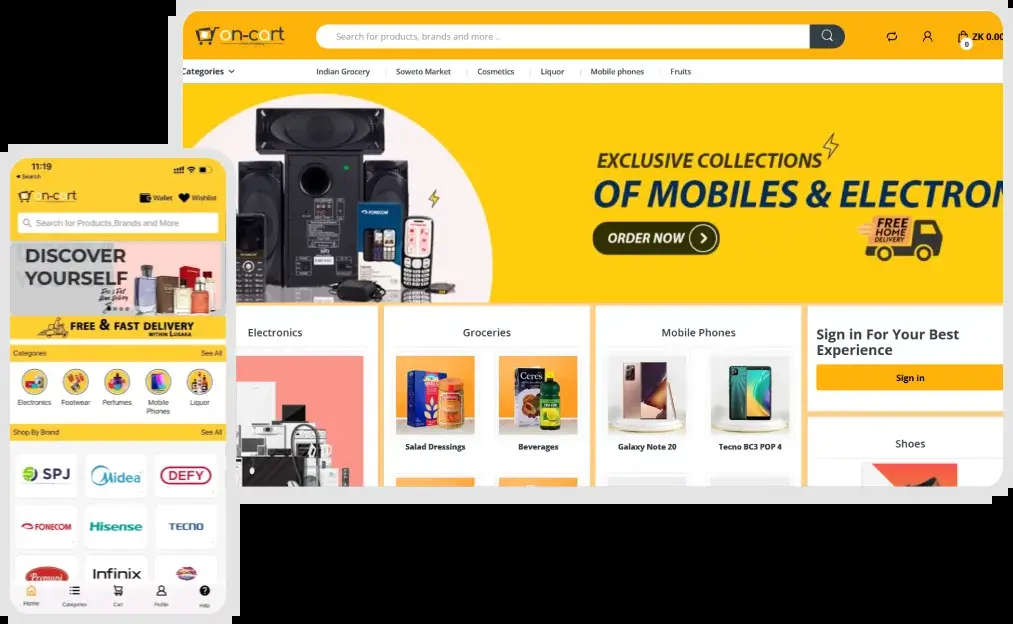 on-cart
Search for products, brands and more ..
0
ZK 0.00
Categories
Indian Grocery
Soweto Market
Cosmetics
Liquor
Mobile phones
Fruits
EXCLUSIVE COLLECTIONS
OF MOBILES & ELECTRON
ORDER NOW
FREE
HOME
DELIVERY
FONECOM
Electronics
Groceries
Ceres
Salad Dressings
Beverages
Mobile Phones
Galaxy Note 20
Tecno BC3 POP 4
Sign in For Your Best
Experience
Sign in
Shoes
11:19
Search
on-cart
Wallet
Wishlist
Search for Products,Brands and More
DISCOVER
YOURSELF
FREE & FAST DELIVERY
WITHIN LUSAKA
Categories
See All
Electronics
Footwear
Perfumes
Mobile
Phones
Liquor
Shop By Brand
See All
SPJ
Midea
DEFY
FONECOM
Hisense
TECNO
Infinix
Home
Categories
Cart
Profile
Help